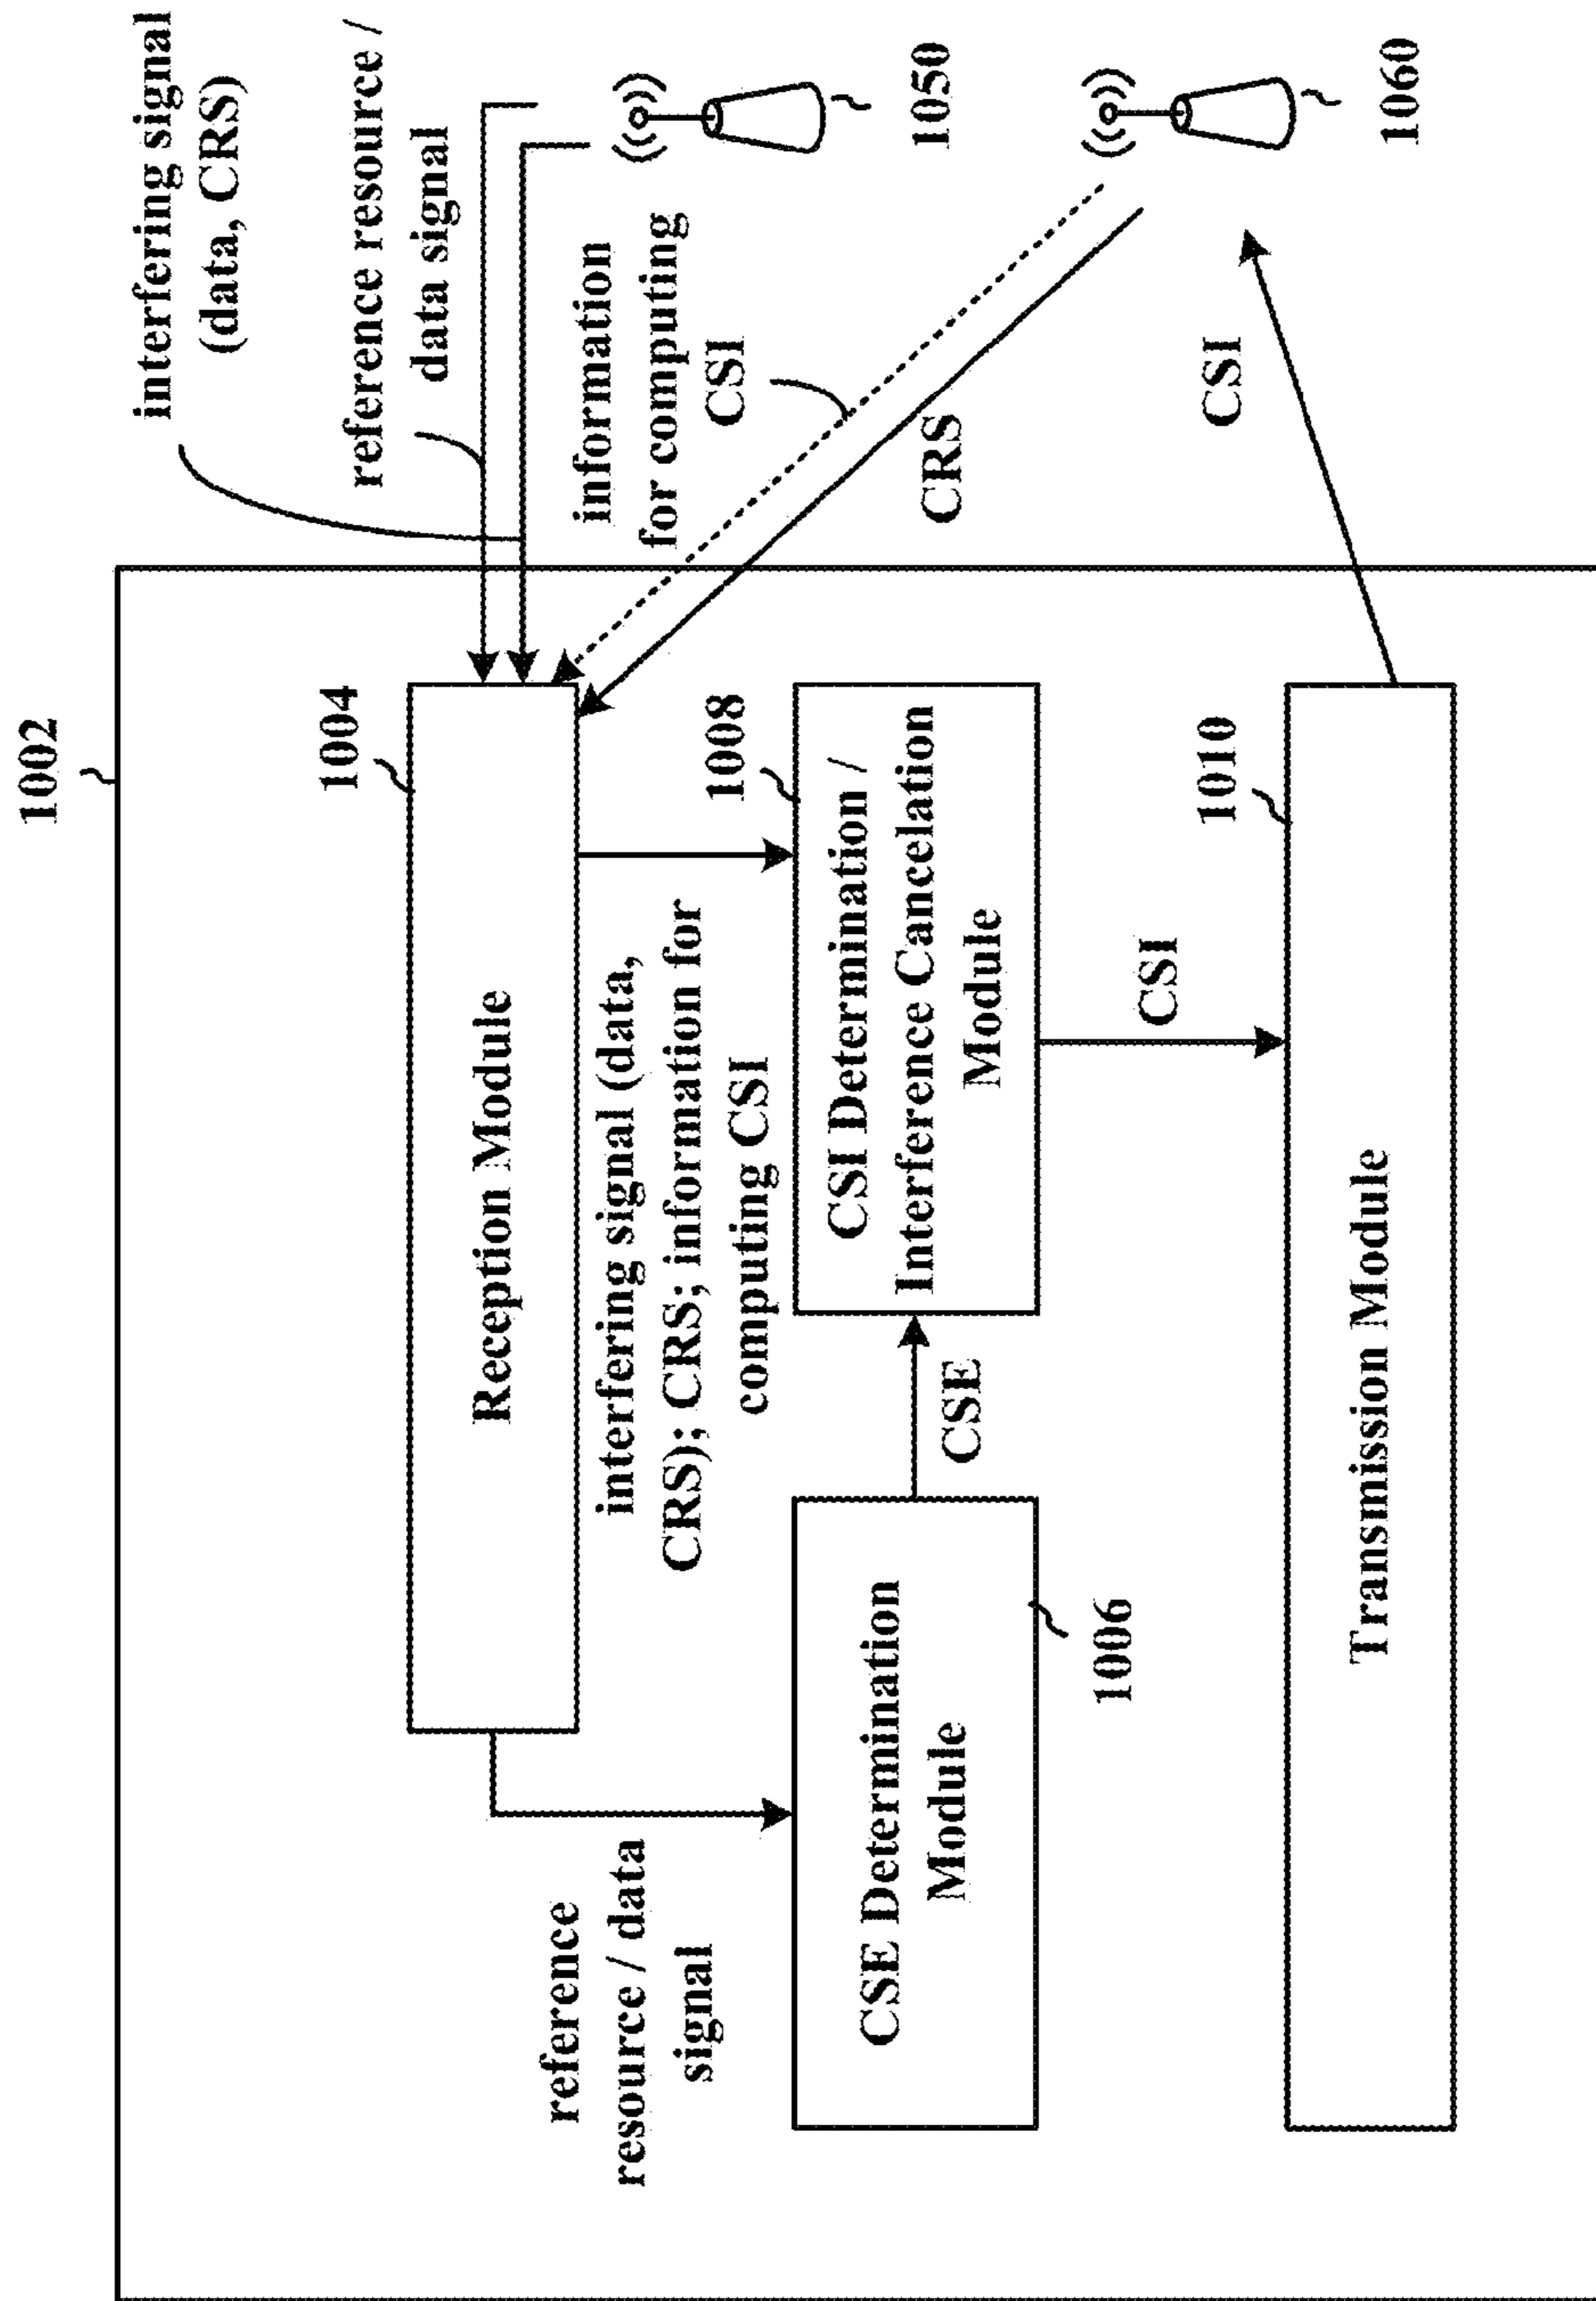 1002
interfering signal
(data, CRS)
reference resource /
data signal
1004
Reception Module
information
for computing
CSI
1050
CRS
reference
resource / data
signal
interfering signal (data,
CRS); CRS; information for
computing CSI
1008
CSE Determination
Module
1006
CSE
CSI Determination /
Interference Cancelation
Module
CSI
CSI
1060
1010
Transmission Module